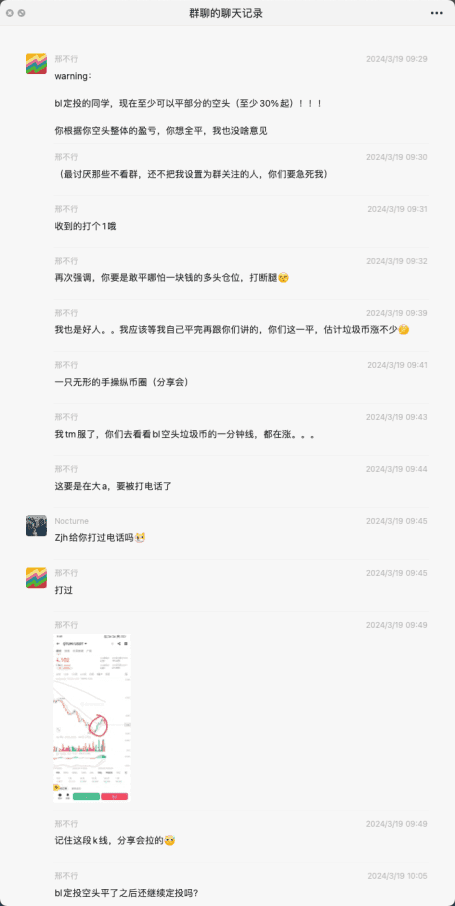 群聊的聊天记录
那不行
2024/3/19 09:29
warning：
bl定投的同学，现在至少可以平部分的空头（至少30%起）！！！
你根据你空头整体的盈亏，你想全平，我也没啥意见
那不行
2024/3/19 09:30
（最讨厌那些不看群，还不把我设置为群关注的人，你们要急死我）
那不行
2024/3/19 09:31
收到的打个1哦
那不行
2024/3/19 09:32
再次强调，你要是敢平哪怕一块钱的多头仓位，打断腿
那不行
2024/3/19 09:39
我也是好人。。我应该等我自己平完再跟你们讲的，你们这一平，估计垃圾币涨不少
那不行
2024/3/19 09:41
一只无形的手操纵币圈（分享会）
那不行
2024/3/19 09:43
我tm服了，你们去看看bl空头垃圾币的一分钟线，都在涨。。。
那不行
2024/3/19 09:44
这要是在大a，要被打电话了
Nocturne
2024/3/19 09:45
Zjh给你打过电话吗
那不行
2024/3/19 09:45
打过
那不行
2024/3/19 09:49
那不行
2024/3/19 09:49
记住这段k线，分享会拉的
那不行
2024/3/19 10:05
bl定投空头平了之后还继续定投吗？